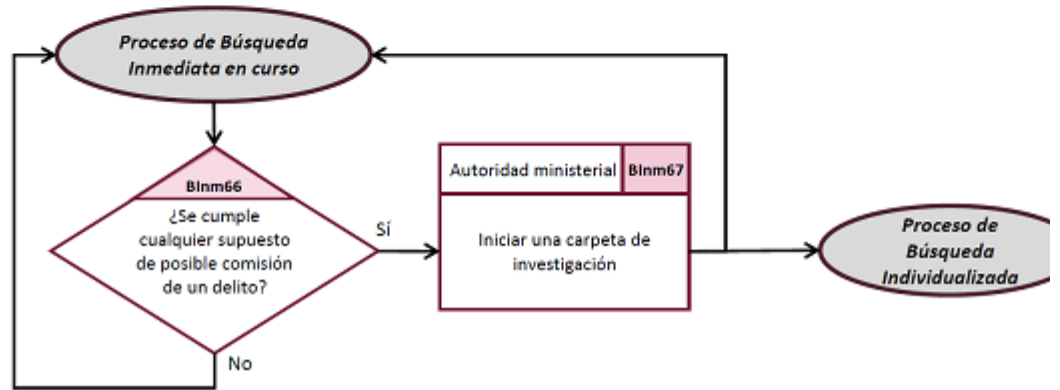 Proceso de Búsqueda
Inmediata en curso
BInm66
¿Se cumple
cualquier supuesto
de posible comisión
de un delito?
Sí
No
Autoridad ministerial
BInm67
Iniciar una carpeta de
investigación
Proceso de
Búsqueda
Individualizada